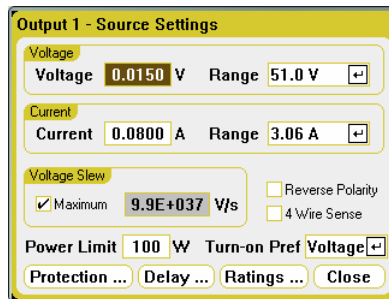 Output 1 - Source Settings
Voltage
Voltage 0.0150 V Range 51.0 V
Current
Current 0.0800 A Range 3.06 A
Voltage Slew
Maximum 9.9E+037 V/s
Reverse Polarity
4 Wire Sense
Power Limit 100 W Turn-on Pref Voltage
Protection ... Delay ... Ratings ... Close